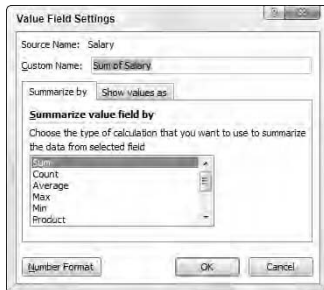 Value Field Settings
Source Name: Salary
Custom Name: Sum of Salary
Summarize by Show values as
Summarize value field by
Choose the type of calculation that you want to use to summarize
the data from selected field
Sum
Count
Average
Max
Min
Product
Number Format OK Cancel